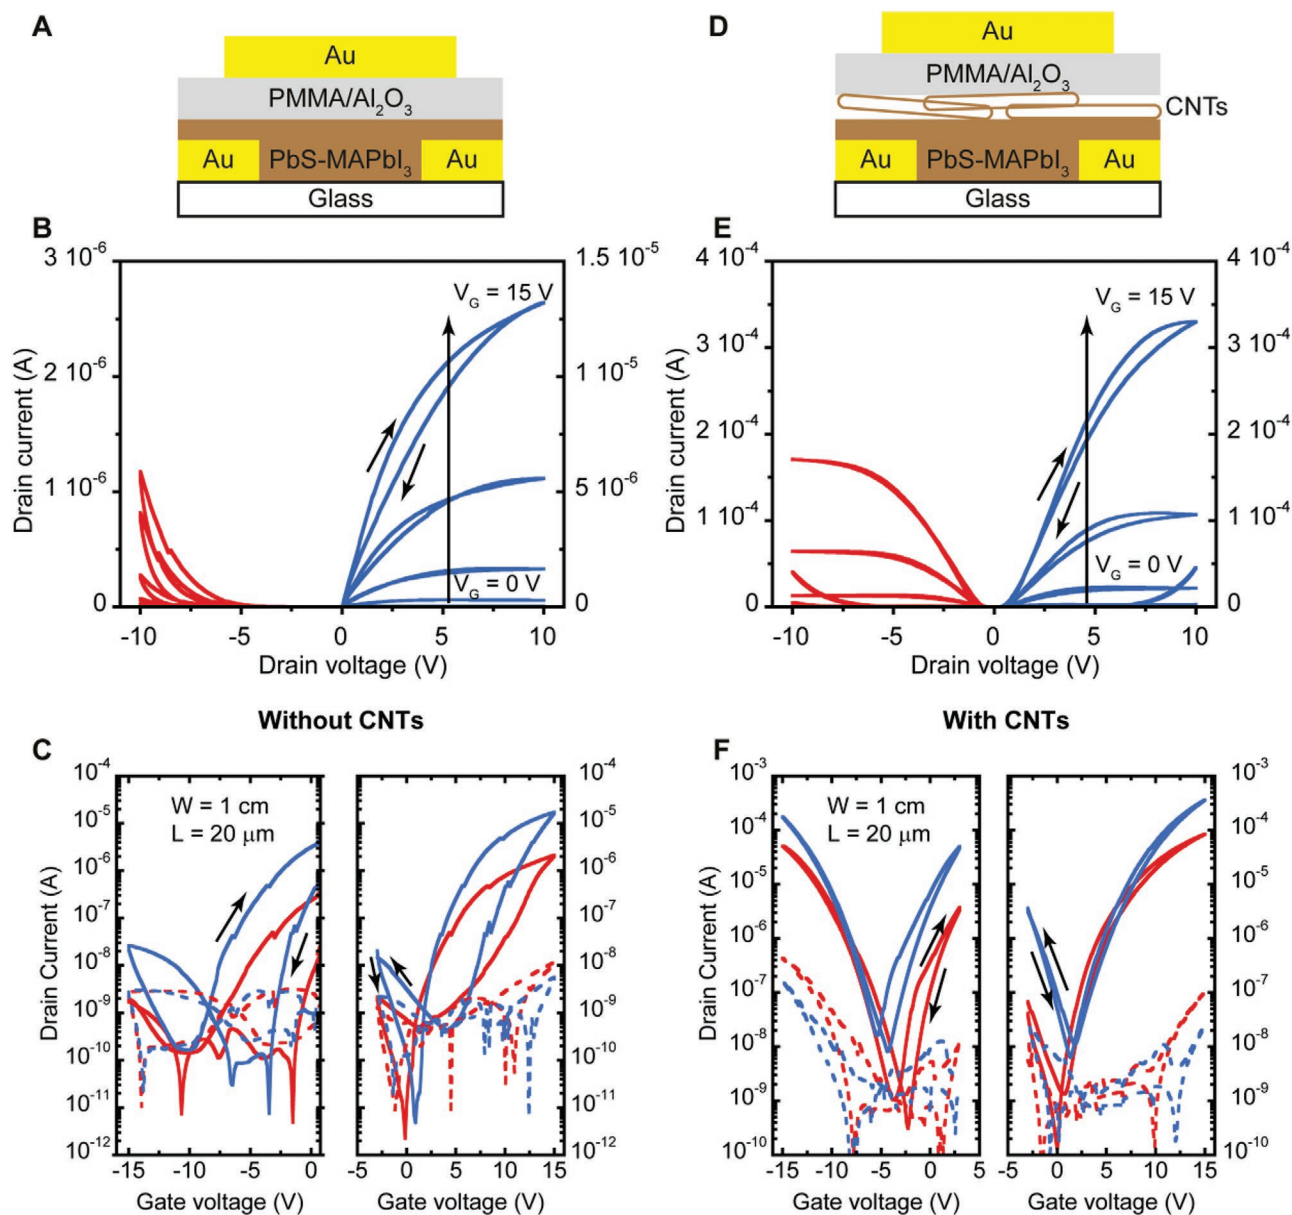 A
Au
PMMA/Al₂O₃
Au PbS-MAPbI₃ Au
Glass
D
Au
PMMA/Al₂O₃
CNTs
Au PbS-MAPbI₃ Au
Glass
B
3 10⁻⁶
2 10⁻⁶
1 10⁻⁶
0
Drain current (A)
1.5 10⁻⁵
1 10⁻⁵
5 10⁻⁶
0
V_G = 15 V
V_G = 0 V
-10 -5 0 5 10
Drain voltage (V)
E
4 10⁻⁴
3 10⁻⁴
2 10⁻⁴
1 10⁻⁴
0
Drain current (A)
4 10⁻⁴
3 10⁻⁴
2 10⁻⁴
1 10⁻⁴
0
V_G = 15 V
V_G = 0 V
-10 -5 0 5 10
Drain voltage (V)
Without CNTs
With CNTs
C
10⁻⁴
10⁻⁵
10⁻⁶
10⁻⁷
10⁻⁸
10⁻⁹
10⁻¹⁰
10⁻¹¹
10⁻¹²
Drain Current (A)
W = 1 cm
L = 20 μm
10⁻⁴
10⁻⁵
10⁻⁶
10⁻⁷
10⁻⁸
10⁻⁹
10⁻¹⁰
10⁻¹¹
10⁻¹²
-15 -10 -5 0
Gate voltage (V)
-5 0 5 10 15
Gate voltage (V)
F
10⁻³
10⁻⁴
10⁻⁵
10⁻⁶
10⁻⁷
10⁻⁸
10⁻⁹
10⁻¹⁰
Drain Current (A)
W = 1 cm
L = 20 μm
10⁻³
10⁻⁴
10⁻⁵
10⁻⁶
10⁻⁷
10⁻⁸
10⁻⁹
10⁻¹⁰
-15 -10 -5 0 5
Gate voltage (V)
-5 0 5 10 15
Gate voltage (V)